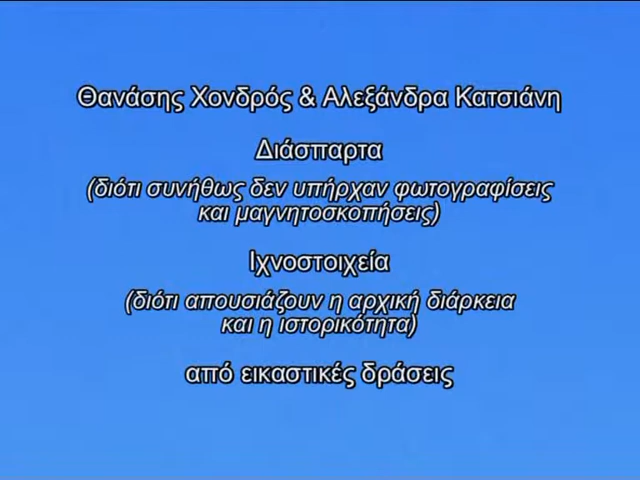 Θανάσης Χονδρός & Αλεξάνδρα Κατσιάνη
Διάσπαρτα
(διότι συνήθως δεν υπήρχαν φωτογραφίσεις
και μαγνητοσκοπήσεις)
Ιχνοστοιχεία
(διότι απουσιάζουν η αρχική διάρκεια
και η ιστορικότητα)
από εικαστικές δράσεις